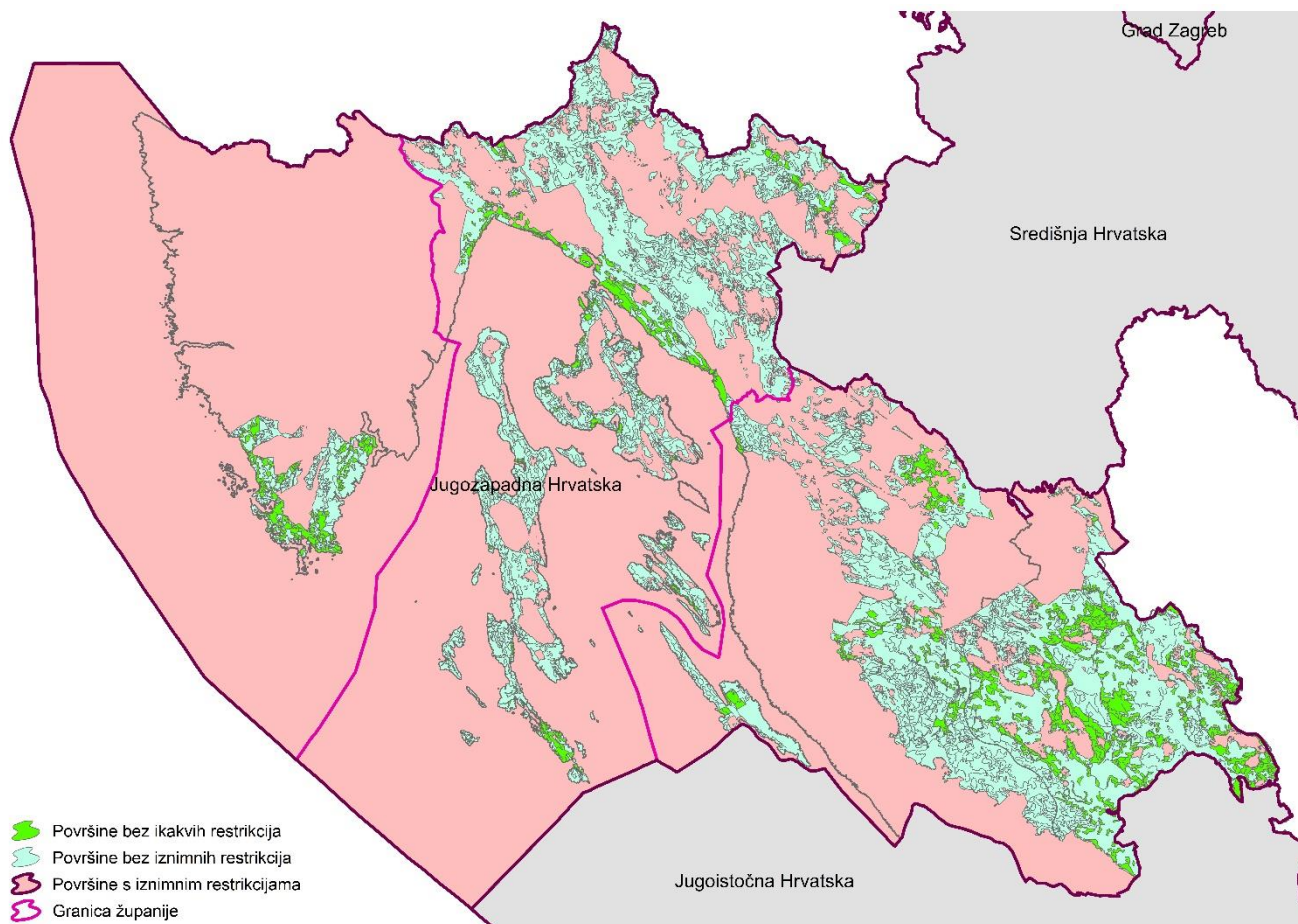 Grad Zagreb
Središnja Hrvatska
Jugozapadna Hrvatska
Površine bez ikakvih restrikcija
Površine bez iznimnih restrikcija
Površine s iznimnim restrikcijama
Granica županije
Jugoistočna Hrvatska